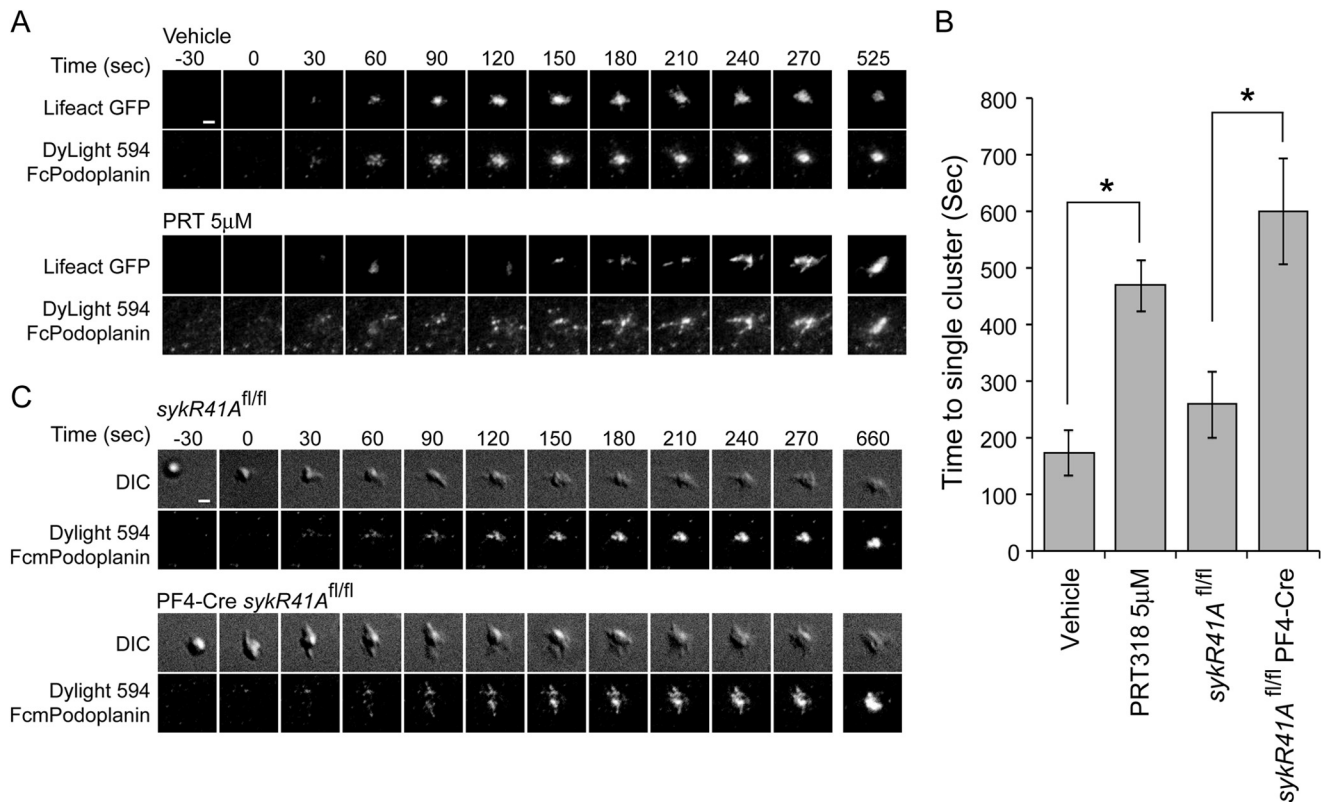 A
Vehicle
Time (sec) -30 0 30 60 90 120 150 180 210 240 270 525
Lifeact GFP
DyLight 594
FcPodoplanin
PRT 5μM
Lifeact GFP
DyLight 594
FcPodoplanin
C
sykR41A fl/fl
Time (sec) -30 0 30 60 90 120 150 180 210 240 270 660
DIC
Dylight 594
FcmPodoplanin
PF4-Cre sykR41A fl/fl
DIC
Dylight 594
FcmPodoplanin
B
Time to single cluster (Sec)
800
700
600
500
400
300
200
100
0
*
*
Vehicle
PRT318 5μM
sykR41A fl/fl
sykR41A fl/fl PF4-Cre